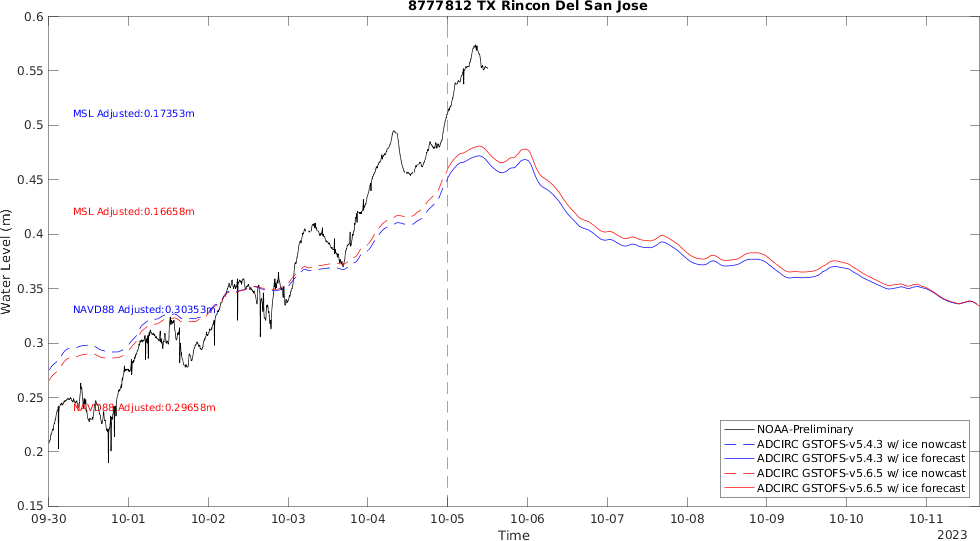 8777812 TX Rincon Del San Jose
0.6
0.55
0.5
0.45
0.4
0.35
0.3
0.25
0.2
0.15
Water Level (m)
MSL Adjusted:0.17353m
MSL Adjusted:0.16658m
NAVD88 Adjusted:0.30353m
NAVD88 Adjusted:0.29658m
NOAA-Preliminary
ADCIRC GSTOFS-v5.4.3 w/ ice nowcast
ADCIRC GSTOFS-v5.4.3 w/ ice forecast
ADCIRC GSTOFS-v5.6.5 w/ ice nowcast
ADCIRC GSTOFS-v5.6.5 w/ ice forecast
09-30 10-01 10-02 10-03 10-04 10-05 10-06 10-07 10-08 10-09 10-10 10-11
Time
2023